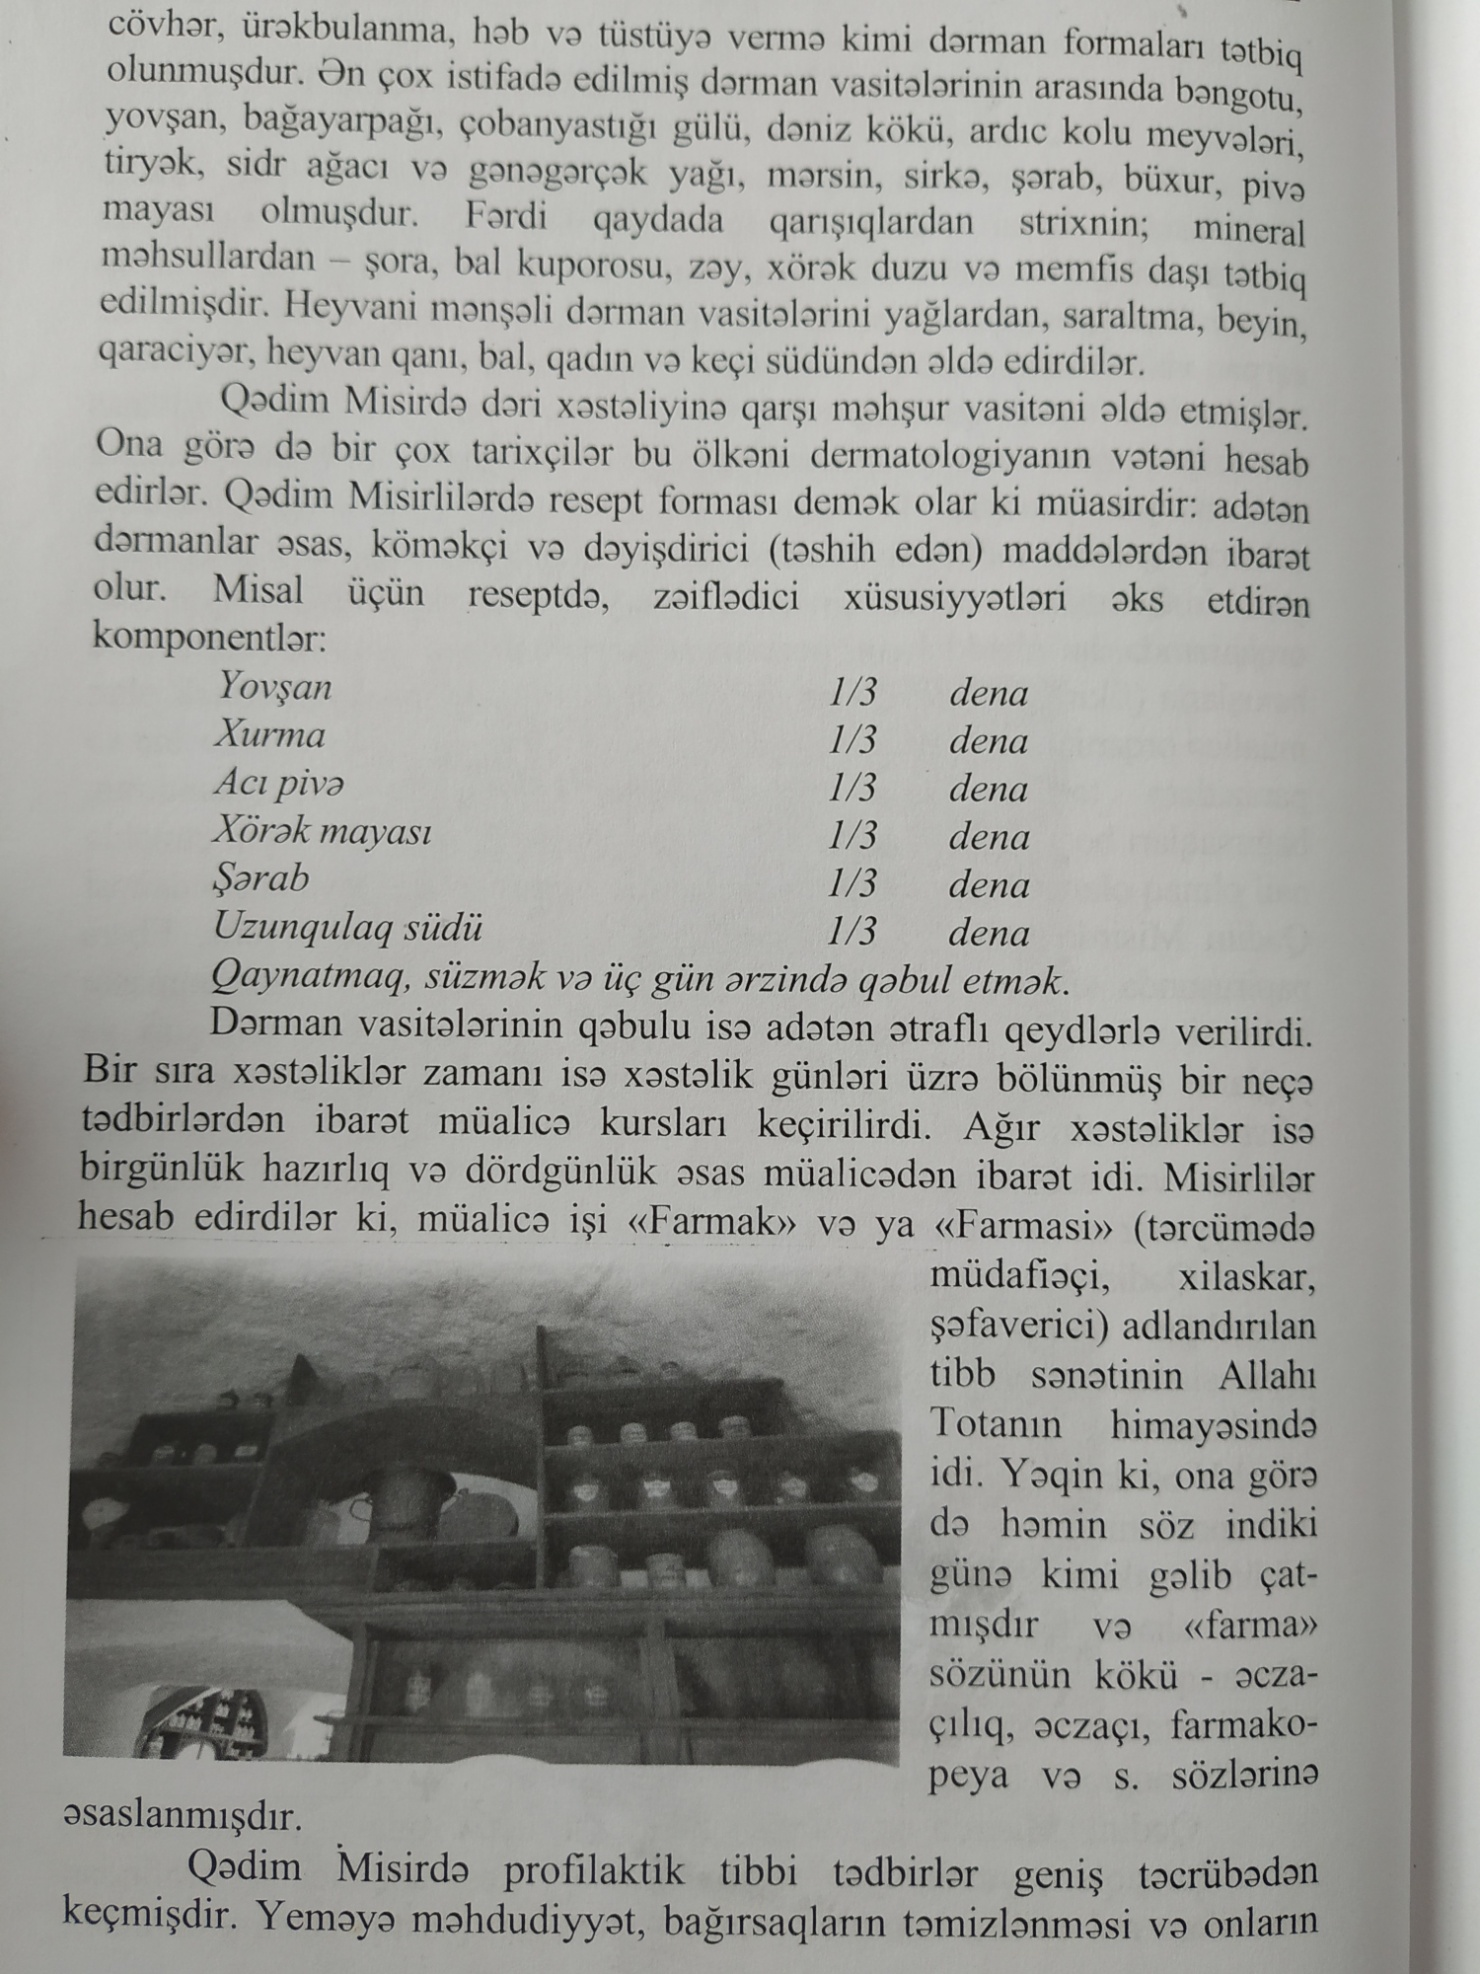 cövhər, ürəkbulanma, həb və tüstüyə vermə kimi dərman formaları tətbiq
olunmuşdur. Ən çox istifadə edilmiş dərman vasitələrinin arasında bəngotu,
yovşan, bağayarpağı, çobanyastığı gülü, dəniz kökü, ardıc kolu meyvələri,
tiryək, sidr ağacı və gənəgərçək yağı, mərsin, sirkə, şərab, büxur, pivə
mayası olmuşdur. Fərdi qaydada qarışıqlardan strixnin; mineral
məhsullardan – şora, bal kuporosu, zəy, xörək duzu və memfis daşı tətbiq
edilmişdir. Heyvani mənşəli dərman vasitələrini yağlardan, saraltma, beyin,
qaraciyər, heyvan qanı, bal, qadın və keçi südündən əldə edirdilər.
Qədim Misirdə dəri xəstəliyinə qarşı məhşur vasitəni əldə etmişlər.
Ona görə də bir çox tarixçilər bu ölkəni dermatologiyanın vətəni hesab
edirlər. Qədim Misirlilərdə resept forması demək olar ki müasirdir: adətən
dərmanlar əsas, köməkçi və dəyişdirici (təshih edən) maddələrdən ibarət
olur. Misal üçün reseptdə, zəiflədici xüsusiyyətləri əks etdirən
komponentlər:
Yovşan 1/3 dena
Xurma 1/3 dena
Acı pivə 1/3 dena
Xörək mayası 1/3 dena
Şərab 1/3 dena
Uzunqulaq südü 1/3 dena
Qaynatmaq, süzmək və üç gün ərzində qəbul etmək.
Dərman vasitələrinin qəbulu isə adətən ətraflı qeydlərlə verilirdi.
Bir sıra xəstəliklər zamanı isə xəstəlik günləri üzrə bölünmüş bir neçə
tədbirlərdən ibarət müalicə kursları keçirilirdi. Ağır xəstəliklər isə
birgünlük hazırlıq və dördgünlük əsas müalicədən ibarət idi. Misirlilər
hesab edirdilər ki, müalicə işi «Farmak» və ya «Farmasi» (tərcümədə
müdafiəçi, xilaskar,
şəfaverici) adlandırılan
tibb sənətinin Allahı
Totanın himayəsində
idi. Yəqin ki, ona görə
də həmin söz indiki
günə kimi gəlib çat-
mışdır və «farma»
sözünün kökü - əcza-
çılıq, əczaçı, farmako-
peya və s. sözlərinə
əsaslanmışdır.
Qədim Misirdə profilaktik tibbi tədbirlər geniş təcrübədən
keçmişdir. Yeməyə məhdudiyyət, bağırsaqların təmizlənməsi və onların